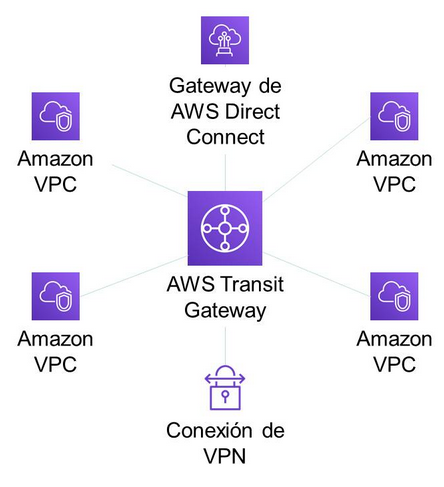 Gateway de
AWS Direct
Connect
Amazon
VPC
Amazon
VPC
AWS Transit
Gateway
Amazon
VPC
Amazon
VPC
Conexión de
VPN